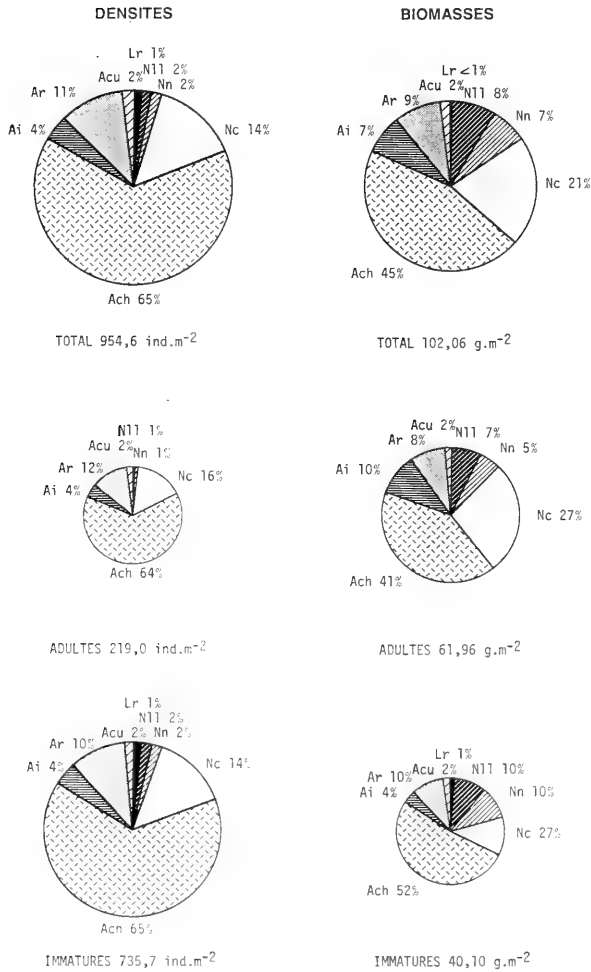 DENSITES
BIOMASSES
Lr 1%
Nll 2%
Acu 2%
Nn 2%
Ar 11%
Ai 4%
Nc 14%
Ach 65%
TOTAL 954,6 ind.m-2
Lr <1%
Acu 2%
Nll 8%
Ar 9%
Nn 7%
Ai 7%
Nc 21%
Ach 45%
TOTAL 102,06 g.m-2
Nll 1%
Acu 2%
Nn 1%
Ar 12%
Nc 16%
Ai 4%
Ach 64%
ADULTES 219,0 ind.m-2
Acu 2%
Nll 7%
Ar 8%
Nn 5%
Ai 10%
Nc 27%
Ach 41%
ADULTES 61,96 g.m-2
Lr 1%
Nll 2%
Acu 2%
Nn 2%
Ar 10%
Nc 14%
Ai 4%
Ach 65%
IMMATURES 735,7 ind.m-2
Lr 1%
Ar 10%
Acu 2%
Nll 10%
Ai 4%
Nn 10%
Nc 27%
Ach 52%
IMMATURES 40,10 g.m-2